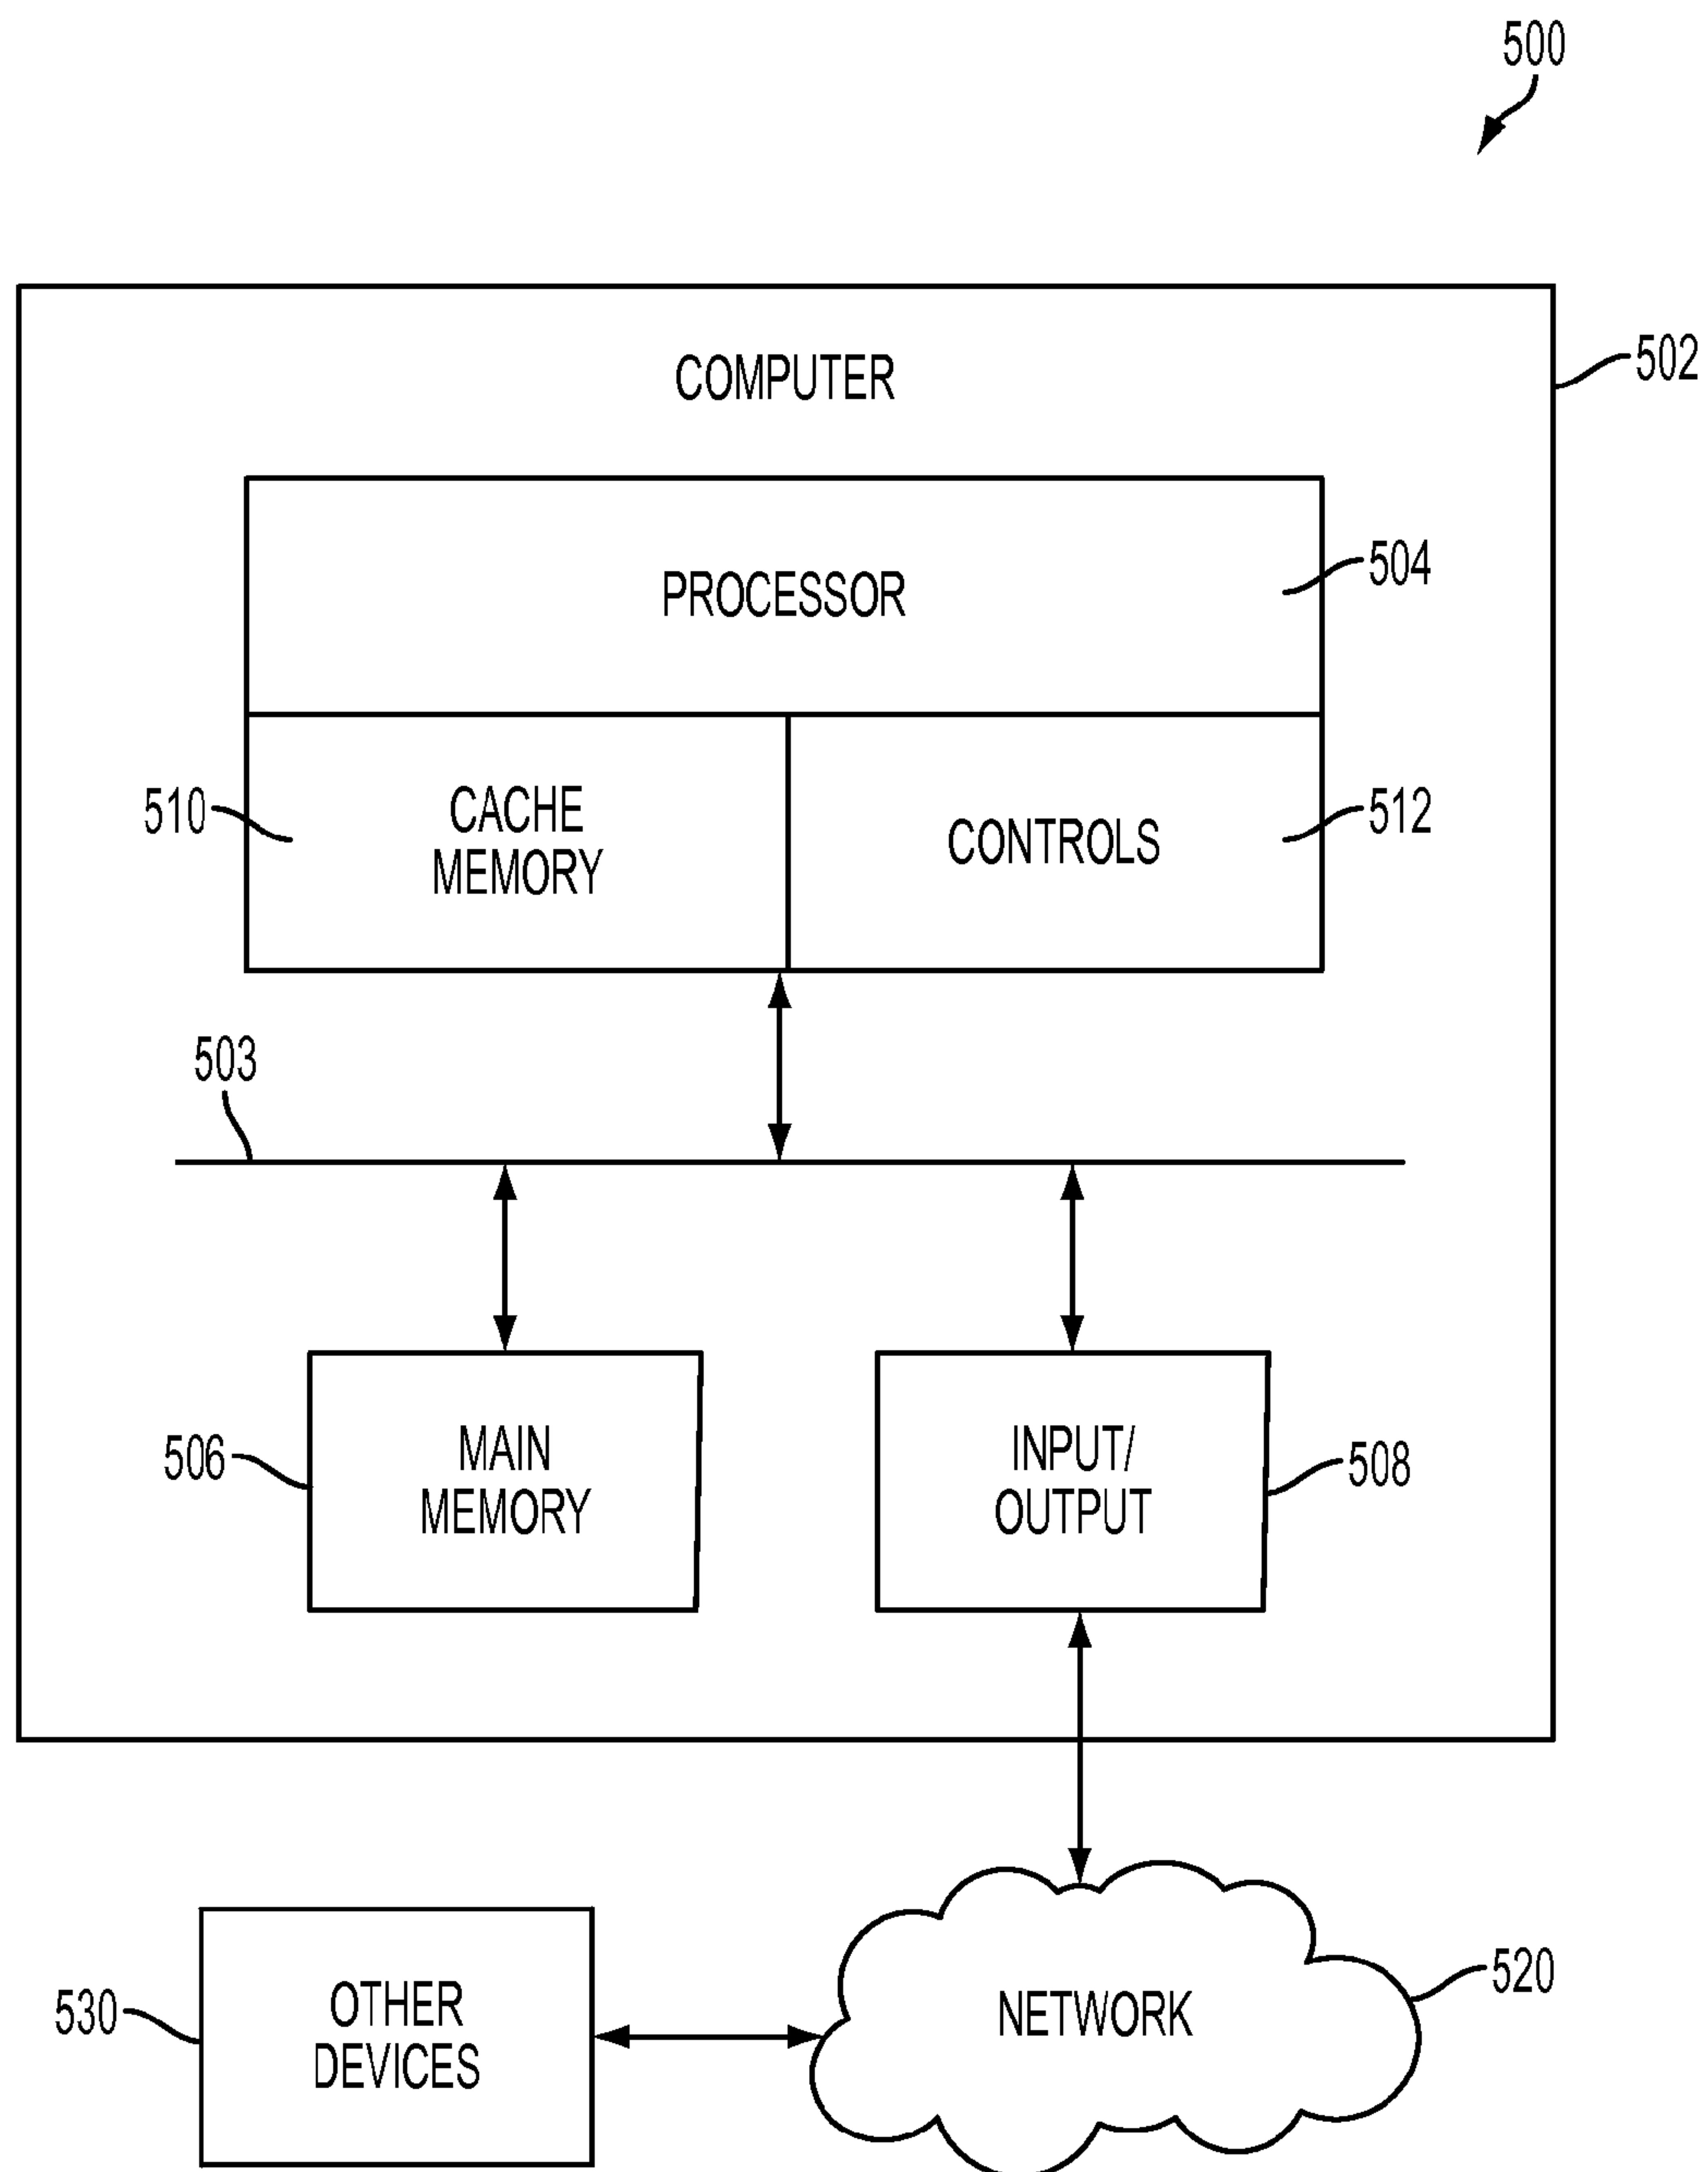 500
COMPUTER
502
PROCESSOR
504
510
CACHE
MEMORY
CONTROLS
512
503
506
MAIN
MEMORY
INPUT/
OUTPUT
508
530
OTHER
DEVICES
NETWORK
520